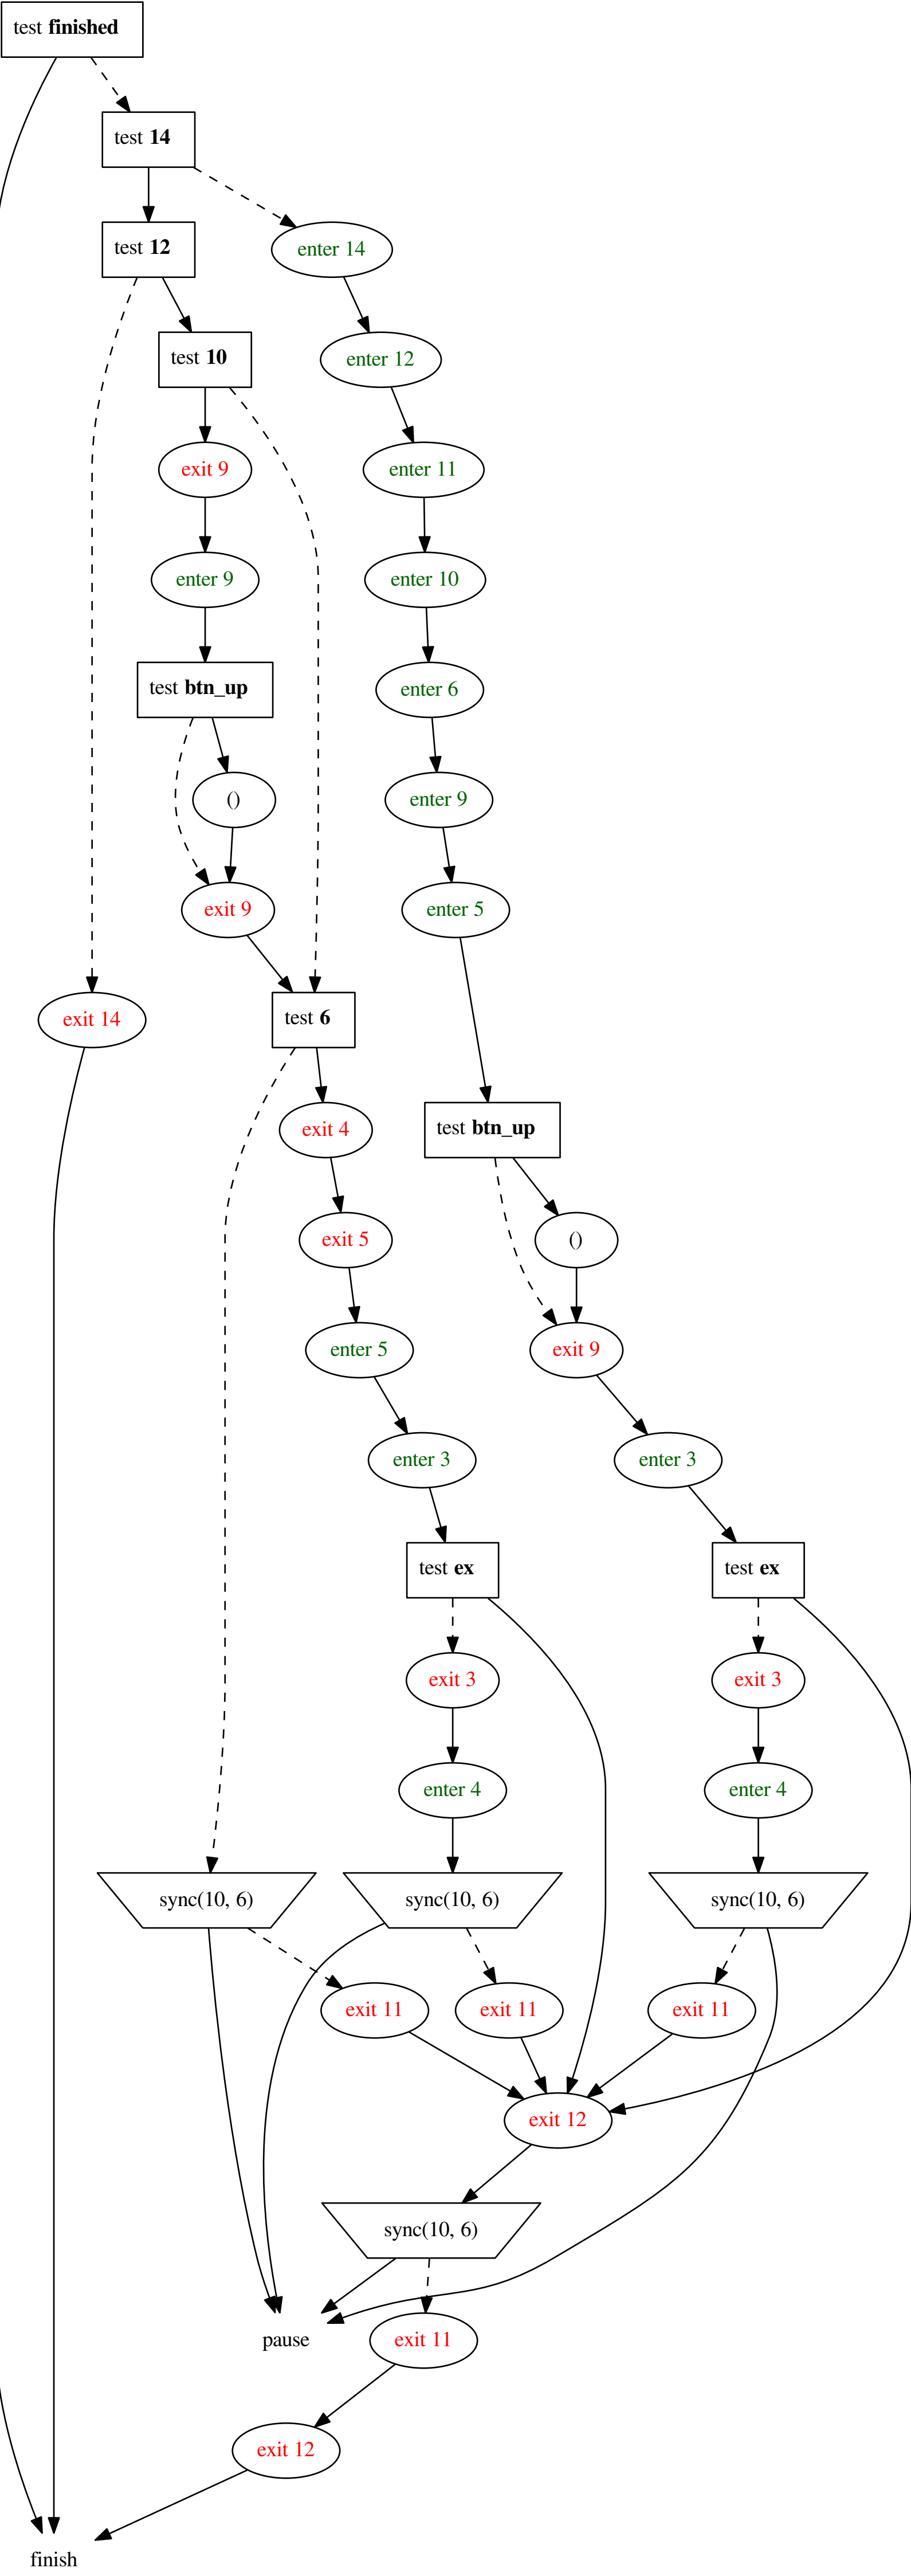 test finished
test 14
test 12
enter 14
test 10
enter 12
exit 9
enter 11
enter 9
enter 10
test btn_up
enter 6
()
enter 9
exit 9
enter 5
exit 14
test 6
exit 4
test btn_up
exit 5
()
enter 5
exit 9
enter 3
enter 3
test ex
test ex
exit 3
exit 3
enter 4
enter 4
sync(10, 6)
sync(10, 6)
sync(10, 6)
exit 11
exit 11
exit 11
exit 12
sync(10, 6)
pause
exit 11
exit 12
finish